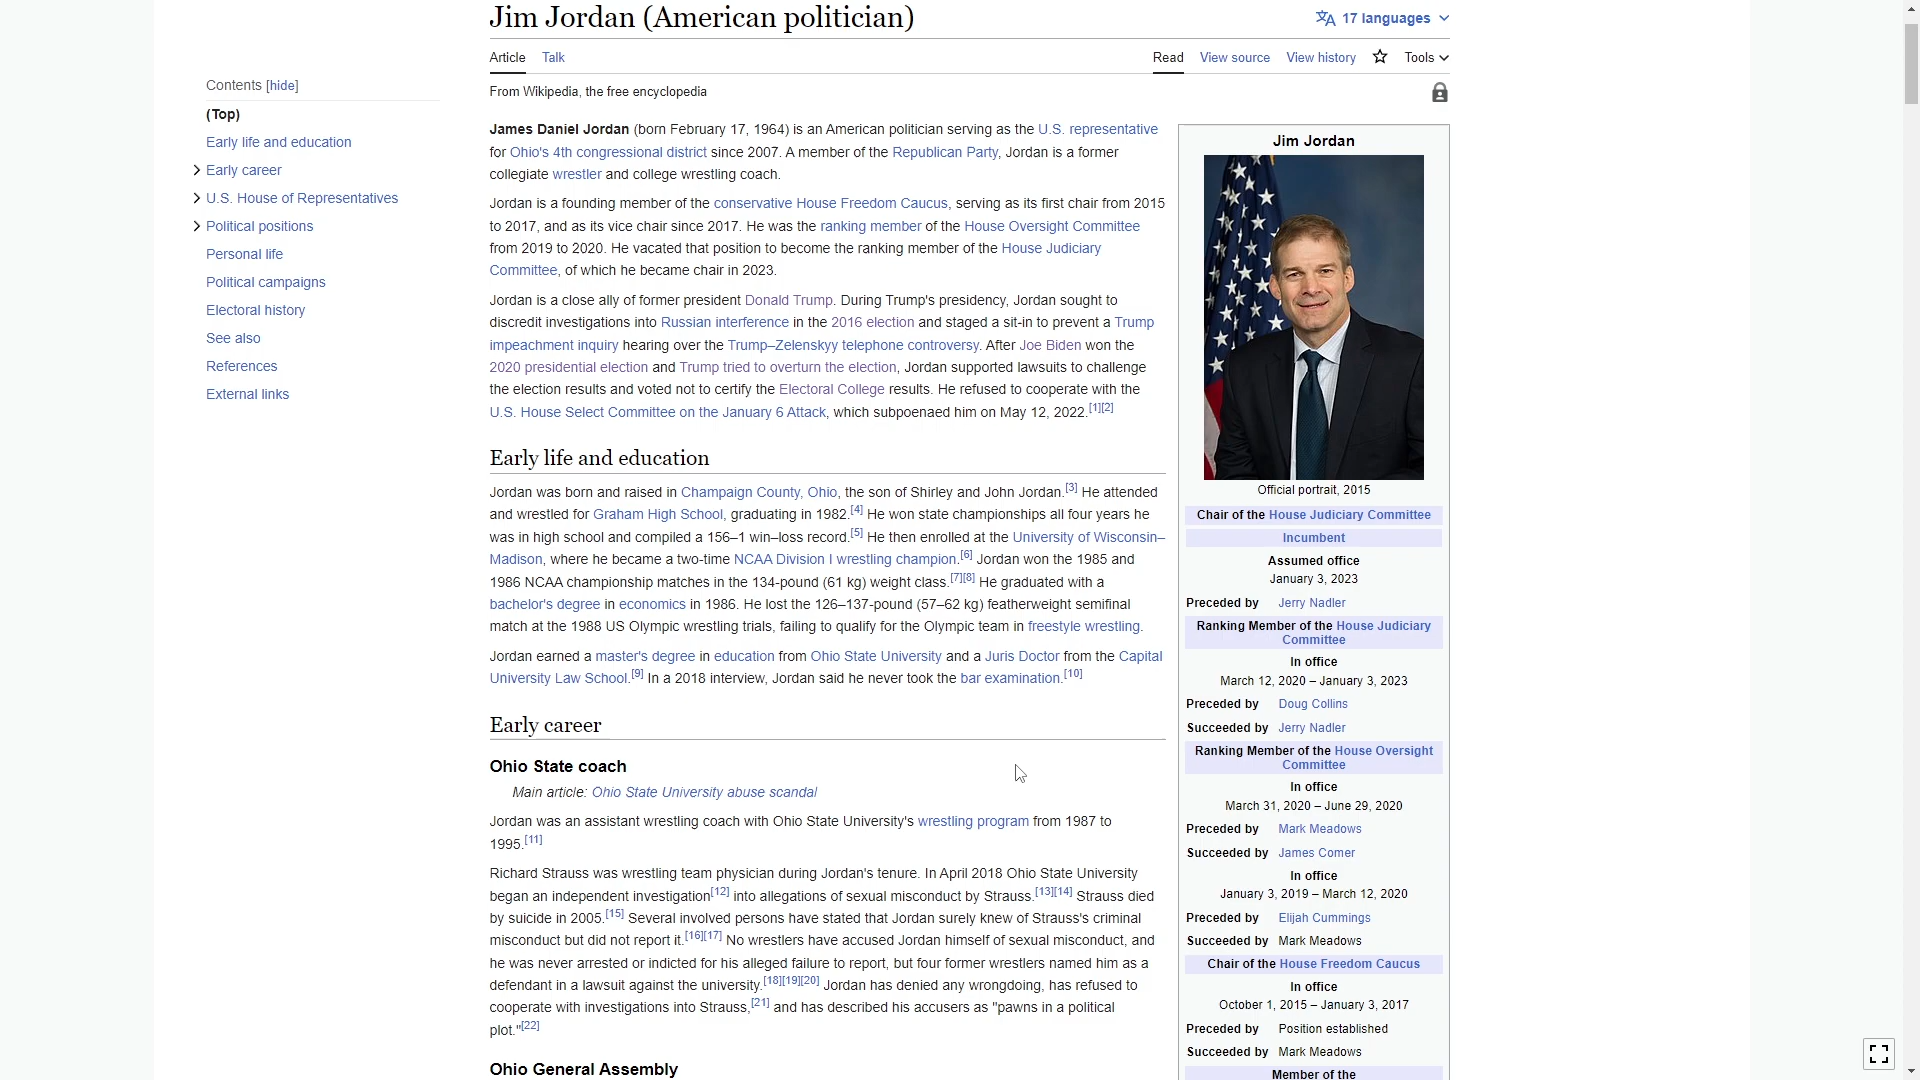 Jim Jordan (American politician)
17 languages
Article Talk
Read View source View history Tools
From Wikipedia, the free encyclopedia
Contents [hide]
(Top)
Early life and education
Early career
U.S. House of Representatives
Political positions
Personal life
Political campaigns
Electoral history
See also
References
External links
James Daniel Jordan (born February 17, 1964) is an American politician serving as the U.S. representative
for Ohio's 4th congressional district since 2007. A member of the Republican Party, Jordan is a former
collegiate wrestler and college wrestling coach.
Jordan is a founding member of the conservative House Freedom Caucus, serving as its first chair from 2015
to 2017, and as its vice chair since 2017. He was the ranking member of the House Oversight Committee
from 2019 to 2020. He vacated that position to become the ranking member of the House Judiciary
Committee, of which he became chair in 2023.
Jordan is a close ally of former president Donald Trump. During Trump's presidency, Jordan sought to
discredit investigations into Russian interference in the 2016 election and staged a sit-in to prevent a Trump
impeachment inquiry hearing over the Trump–Zelenskyy telephone controversy. After Joe Biden won the
2020 presidential election and Trump tried to overturn the election, Jordan supported lawsuits to challenge
the election results and voted not to certify the Electoral College results. He refused to cooperate with the
U.S. House Select Committee on the January 6 Attack, which subpoenaed him on May 12, 2022.[1][2]
Early life and education
Jordan was born and raised in Champaign County, Ohio, the son of Shirley and John Jordan.[3] He attended
and wrestled for Graham High School, graduating in 1982.[4] He won state championships all four years he
was in high school and compiled a 156–1 win–loss record.[5] He then enrolled at the University of Wisconsin–
Madison, where he became a two-time NCAA Division I wrestling champion.[6] Jordan won the 1985 and
1986 NCAA championship matches in the 134-pound (61 kg) weight class.[7][8] He graduated with a
bachelor's degree in economics in 1986. He lost the 126–137-pound (57–62 kg) featherweight semifinal
match at the 1988 US Olympic wrestling trials, failing to qualify for the Olympic team in freestyle wrestling.
Jordan earned a master's degree in education from Ohio State University and a Juris Doctor from the Capital
University Law School.[9] In a 2018 interview, Jordan said he never took the bar examination.[10]
Early career
Ohio State coach
Main article: Ohio State University abuse scandal
Jordan was an assistant wrestling coach with Ohio State University's wrestling program from 1987 to
1995.[11]
Richard Strauss was wrestling team physician during Jordan's tenure. In April 2018 Ohio State University
began an independent investigation[12] into allegations of sexual misconduct by Strauss.[13][14] Strauss died
by suicide in 2005.[15] Several involved persons have stated that Jordan surely knew of Strauss's criminal
misconduct but did not report it.[16][17] No wrestlers have accused Jordan himself of sexual misconduct, and
he was never arrested or indicted for his alleged failure to report, but four former wrestlers named him as a
defendant in a lawsuit against the university.[18][19][20] Jordan has denied any wrongdoing, has refused to
cooperate with investigations into Strauss,[21] and has described his accusers as "pawns in a political
plot."[22]
Ohio General Assembly
Jim Jordan
Official portrait, 2015
Chair of the House Judiciary Committee
Incumbent
Assumed office
January 3, 2023
Preceded by Jerry Nadler
Ranking Member of the House Judiciary
Committee
In office
March 12, 2020 – January 3, 2023
Preceded by Doug Collins
Succeeded by Jerry Nadler
Ranking Member of the House Oversight
Committee
In office
March 31, 2020 – June 29, 2020
Preceded by Mark Meadows
Succeeded by James Comer
In office
January 3, 2019 – March 12, 2020
Preceded by Elijah Cummings
Succeeded by Mark Meadows
Chair of the House Freedom Caucus
In office
October 1, 2015 – January 3, 2017
Preceded by Position established
Succeeded by Mark Meadows
Member of the